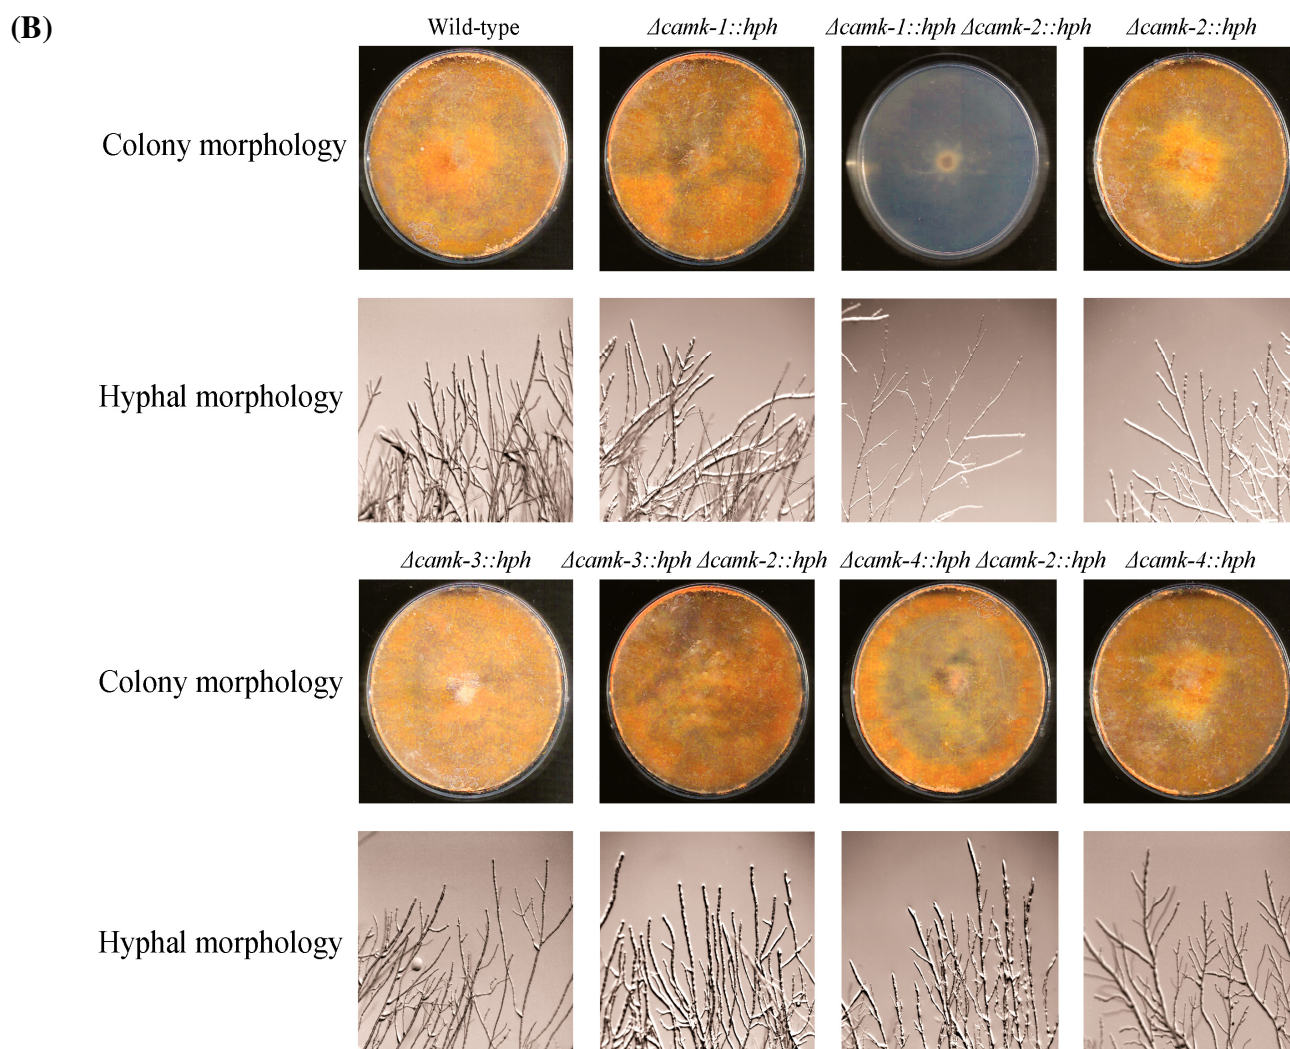 (B)
Wild-type Δcamk-1::hph Δcamk-1::hph Δcamk-2::hph Δcamk-2::hph
Colony morphology
Hyphal morphology
Δcamk-3::hph Δcamk-3::hph Δcamk-2::hph Δcamk-4::hph Δcamk-2::hph Δcamk-4::hph
Colony morphology
Hyphal morphology